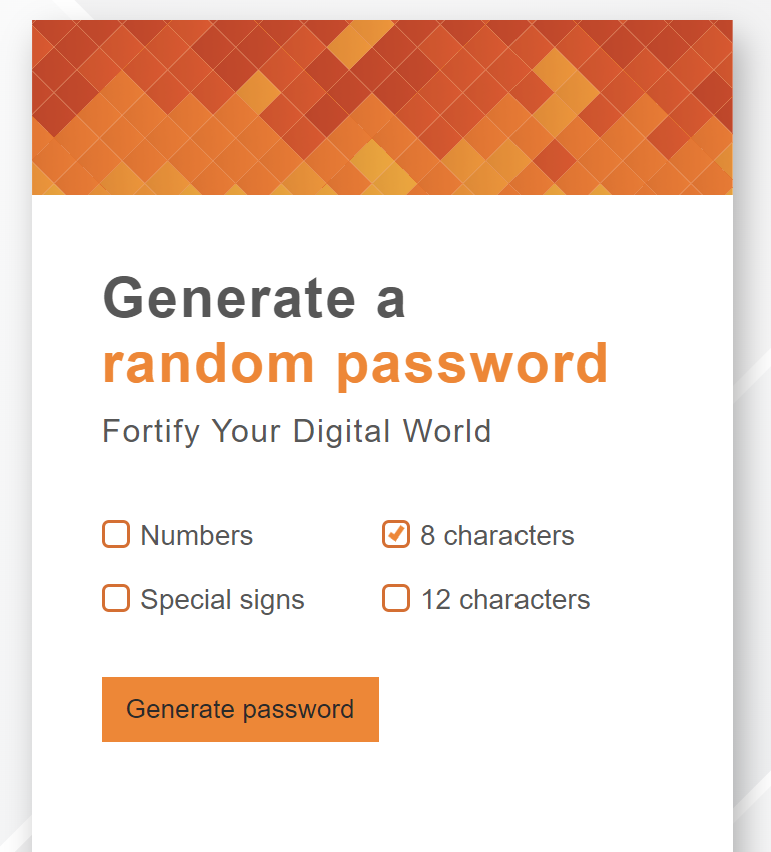 Generate a
random password
Fortify Your Digital World
Numbers
8 characters
Special signs
12 characters
Generate password